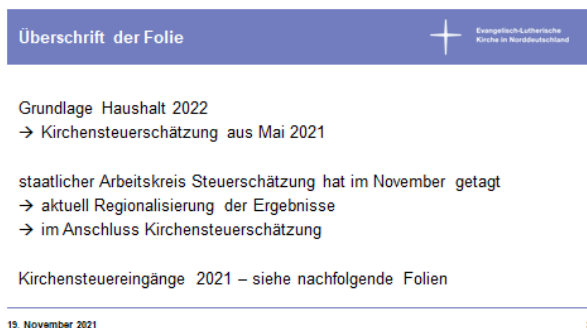 Überschrift der Folie
Evangelisch-Lutherische
Kirche in Norddeutschland
Grundlage Haushalt 2022
→ Kirchensteuerschätzung aus Mai 2021
staatlicher Arbeitskreis Steuerschätzung hat im November getagt
→ aktuell Regionalisierung der Ergebnisse
→ im Anschluss Kirchensteuerschätzung
Kirchensteuereingänge 2021 – siehe nachfolgende Folien
19. November 2021